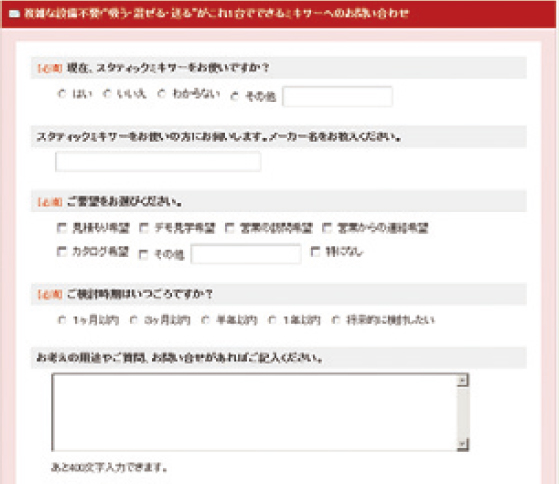 複雑な設備不要"吸う・混ぜる・送る"がこれ1台でできるミキサーへのお問い合わせ
[必須] 現在、スタティックミキサーをお使いですか？
はい いいえ わからない その他
スタティックミキサーをお使いの方にお伺いします。メーカー名をお教えください。
[必須] ご要望をお選びください。
見積もり希望 デモ見学希望 営業の訪問希望 営業からの連絡希望
カタログ希望 その他 特になし
[必須] ご検討時期はいつごろですか？
1ヶ月以内 3ヶ月以内 半年以内 1年以内 将来的に検討したい
お考えの用途やご質問、お問い合せがあればご記入ください。
あと400文字入力できます。